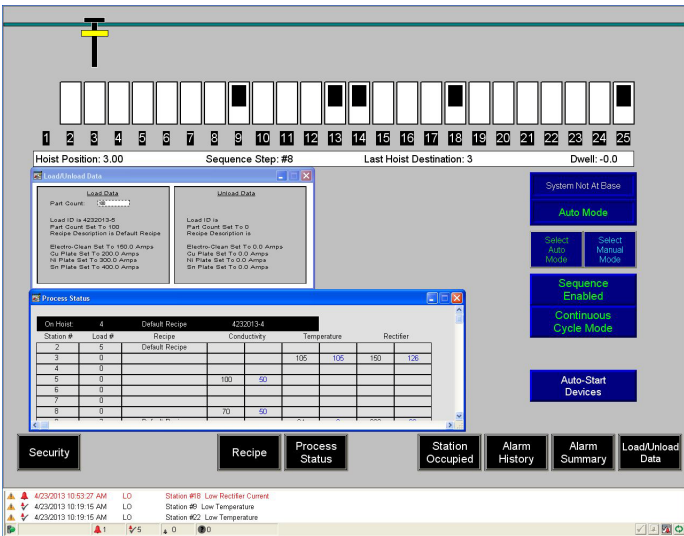 1 2 3 4 5 6 7 8 9 10 11 12 13 14 15 16 17 18 19 20 21 22 23 24 25
Hoist Position: 3.00 Sequence Step: #8 Last Hoist Destination: 3 Dwell: -0.0
Load/Unload Data
Load Data
Part Count:
Load ID is 4232013-5
Part Count Set To 100
Recipe Description is Default Recipe
Electro-Clean Set To 150.0 Amps
Cu Plate Set To 200.0 Amps
Ni Plate Set To 300.0 Amps
Sn Plate Set To 400.0 Amps
Unload Data
Load ID is
Part Count Set To 0
Recipe Description is
Electro-Clean Set To 0.0 Amps
Cu Plate Set To 0.0 Amps
Ni Plate Set To 0.0 Amps
Sn Plate Set To 0.0 Amps
System Not At Base
Auto Mode
Select Auto Mode
Select Manual Mode
Sequence Enabled
Continuous Cycle Mode
Auto-Start Devices
Process Status
On Hoist: 4 Default Recipe 4232013-4
Station # Load # Recipe Conductivity Temperature Rectifier
2 5 Default Recipe
3 0 105 105 150 126
4 0
5 0 100 50
6 0
7 0
8 0 70 50
Security
Recipe
Process Status
Station Occupied
Alarm History
Alarm Summary
Load/Unload Data
4/23/2013 10:53:27 AM LO Station #18 Low Rectifier Current
4/23/2013 10:19:15 AM LO Station #9 Low Temperature
4/23/2013 10:19:15 AM LO Station #22 Low Temperature
1 5 0 0